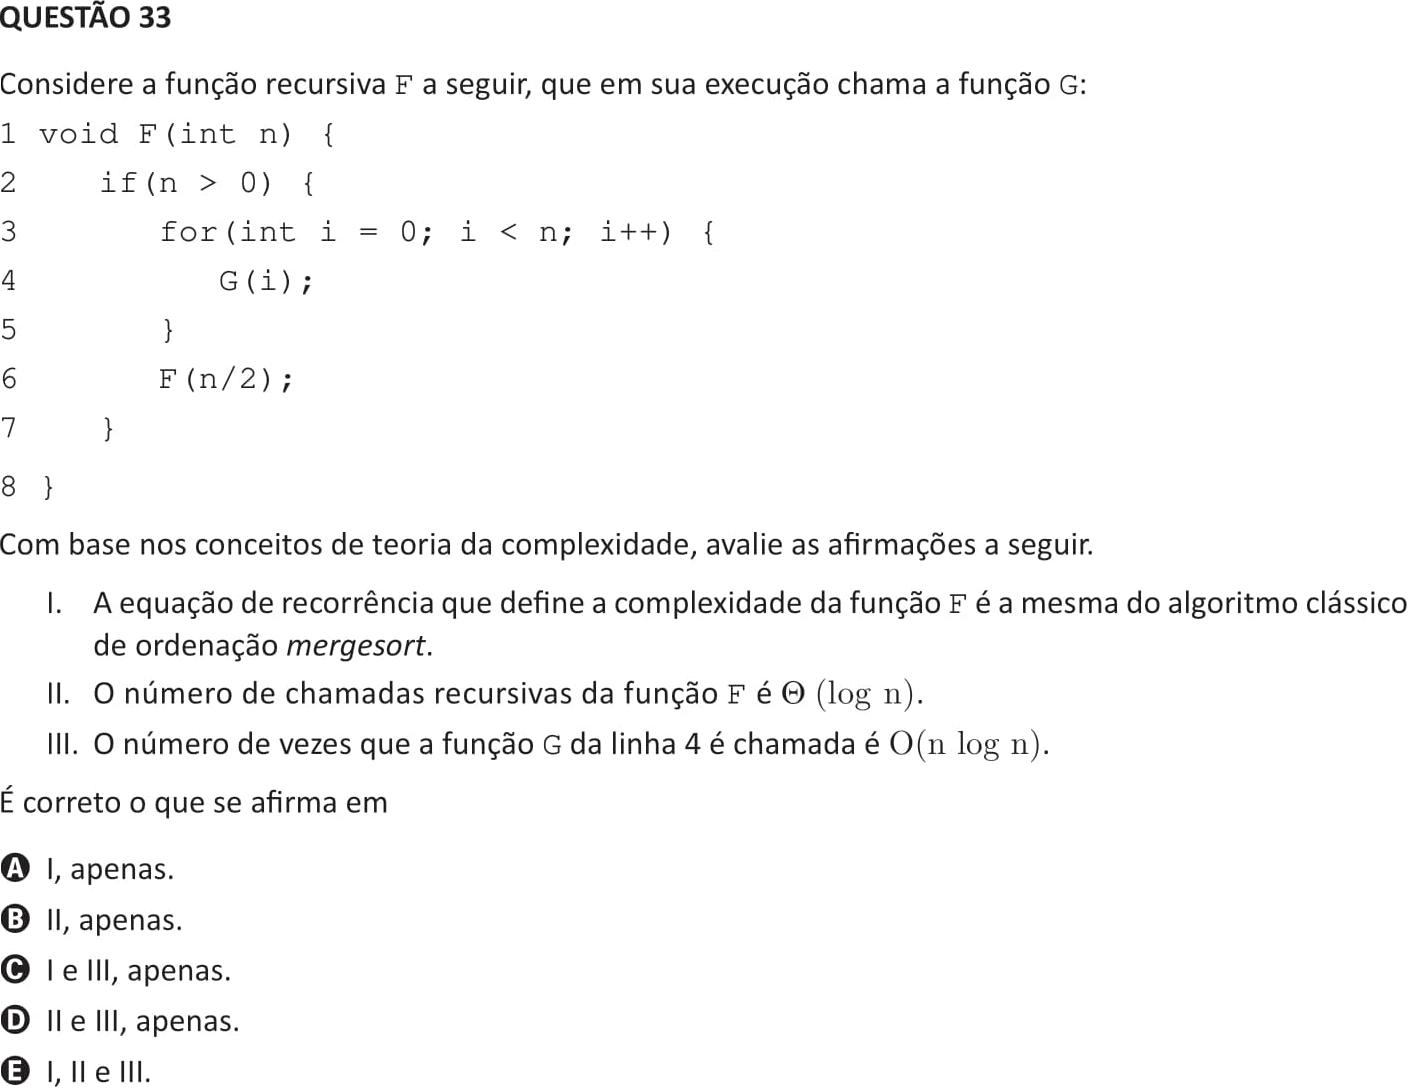 QUESTÃO 33
Considere a função recursiva F a seguir, que em sua execução chama a função G:
1 void F(int n) {
2     if(n > 0) {
3         for(int i = 0; i < n; i++) {
4             G(i);
5         }
6         F(n/2);
7     }
8 }
Com base nos conceitos de teoria da complexidade, avalie as afirmações a seguir.
I. A equação de recorrência que define a complexidade da função F é a mesma do algoritmo clássico
de ordenação mergesort.
II. O número de chamadas recursivas da função F é Θ (log n).
III. O número de vezes que a função G da linha 4 é chamada é O(n log n).
É correto o que se afirma em
A I, apenas.
B II, apenas.
C I e III, apenas.
D II e III, apenas.
E I, II e III.